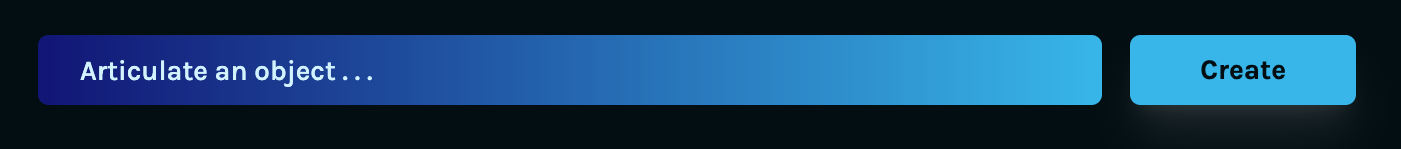 Articulate an object . . .
Create